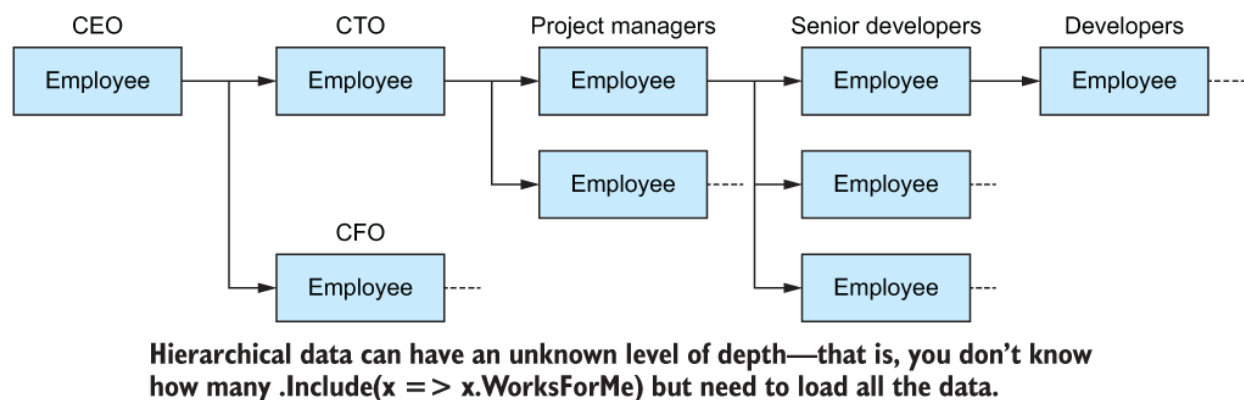 CEO
CTO
Project managers
Senior developers
Developers
Employee
Employee
Employee
Employee
Employee
Employee
Employee
CFO
Employee
Employee
Hierarchical data can have an unknown level of depth—that is, you don’t know
how many .Include(x => x.WorksForMe) but need to load all the data.